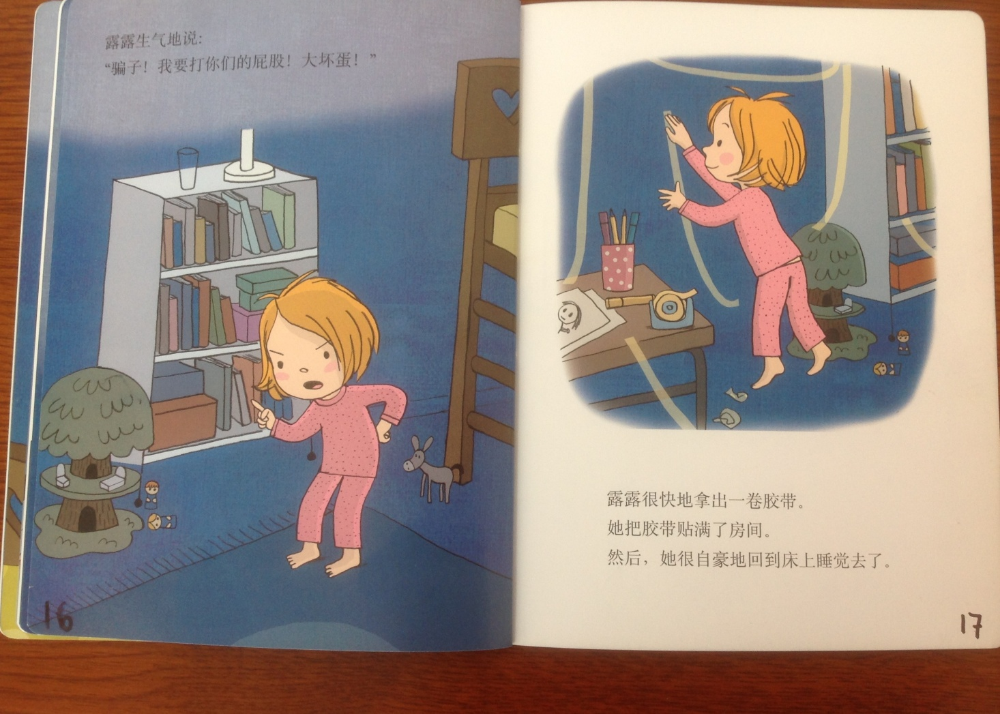 露露生气地说:
“骗子！我要打你们的屁股！大坏蛋！”
16
露露很快地拿出一卷胶带。
她把胶带贴满了房间。
然后，她很自豪地回到床上睡觉去了。
17